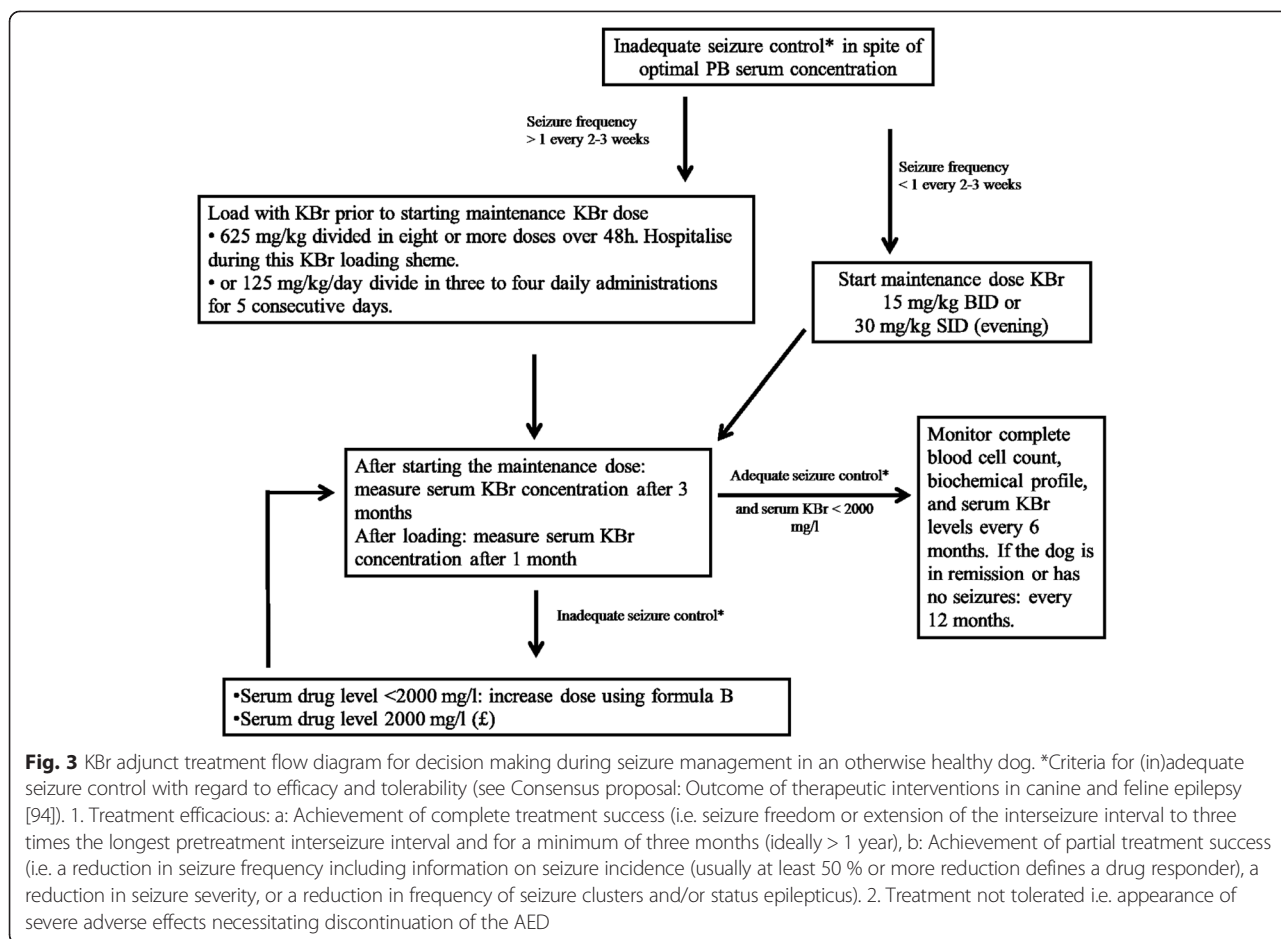 Inadequate seizure control* in spite of
optimal PB serum concentration
Seizure frequency
> 1 every 2-3 weeks
Seizure frequency
< 1 every 2-3 weeks
Load with KBr prior to starting maintenance KBr
dose
• 625 mg/kg divided in eight or more doses over 48h. Hospitalise
during this KBr loading sheme.
• or 125 mg/kg/day divide in three to four daily administrations
for 5 consecutive days.
Start maintenance dose KBr
15 mg/kg BID or
30 mg/kg SID (evening)
After starting the maintenance dose:
measure serum KBr concentration after 3
months
After loading: measure serum KBr
concentration after 1 month
Adequate seizure control*
and serum KBr < 2000
mg/l
Monitor complete
blood cell count,
biochemical profile,
and serum KBr
levels every 6
months. If the dog is
in remission or has
no seizures: every
12 months.
Inadequate seizure control*
•Serum drug level <2000 mg/l: increase dose using formula B
•Serum drug level 2000 mg/l (£)
Fig. 3 KBr adjunct treatment flow diagram for decision making during seizure management in an otherwise healthy dog. *Criteria for (in)adequate
seizure control with regard to efficacy and tolerability (see Consensus proposal: Outcome of therapeutic interventions in canine and feline epilepsy
[94]). 1. Treatment efficacious: a: Achievement of complete treatment success (i.e. seizure freedom or extension of the interseizure interval to three
times the longest pretreatment interseizure interval and for a minimum of three months (ideally > 1 year), b: Achievement of partial treatment success
(i.e. a reduction in seizure frequency including information on seizure incidence (usually at least 50 % or more reduction defines a drug responder), a
reduction in seizure severity, or a reduction in frequency of seizure clusters and/or status epilepticus). 2. Treatment not tolerated i.e. appearance of
severe adverse effects necessitating discontinuation of the AED